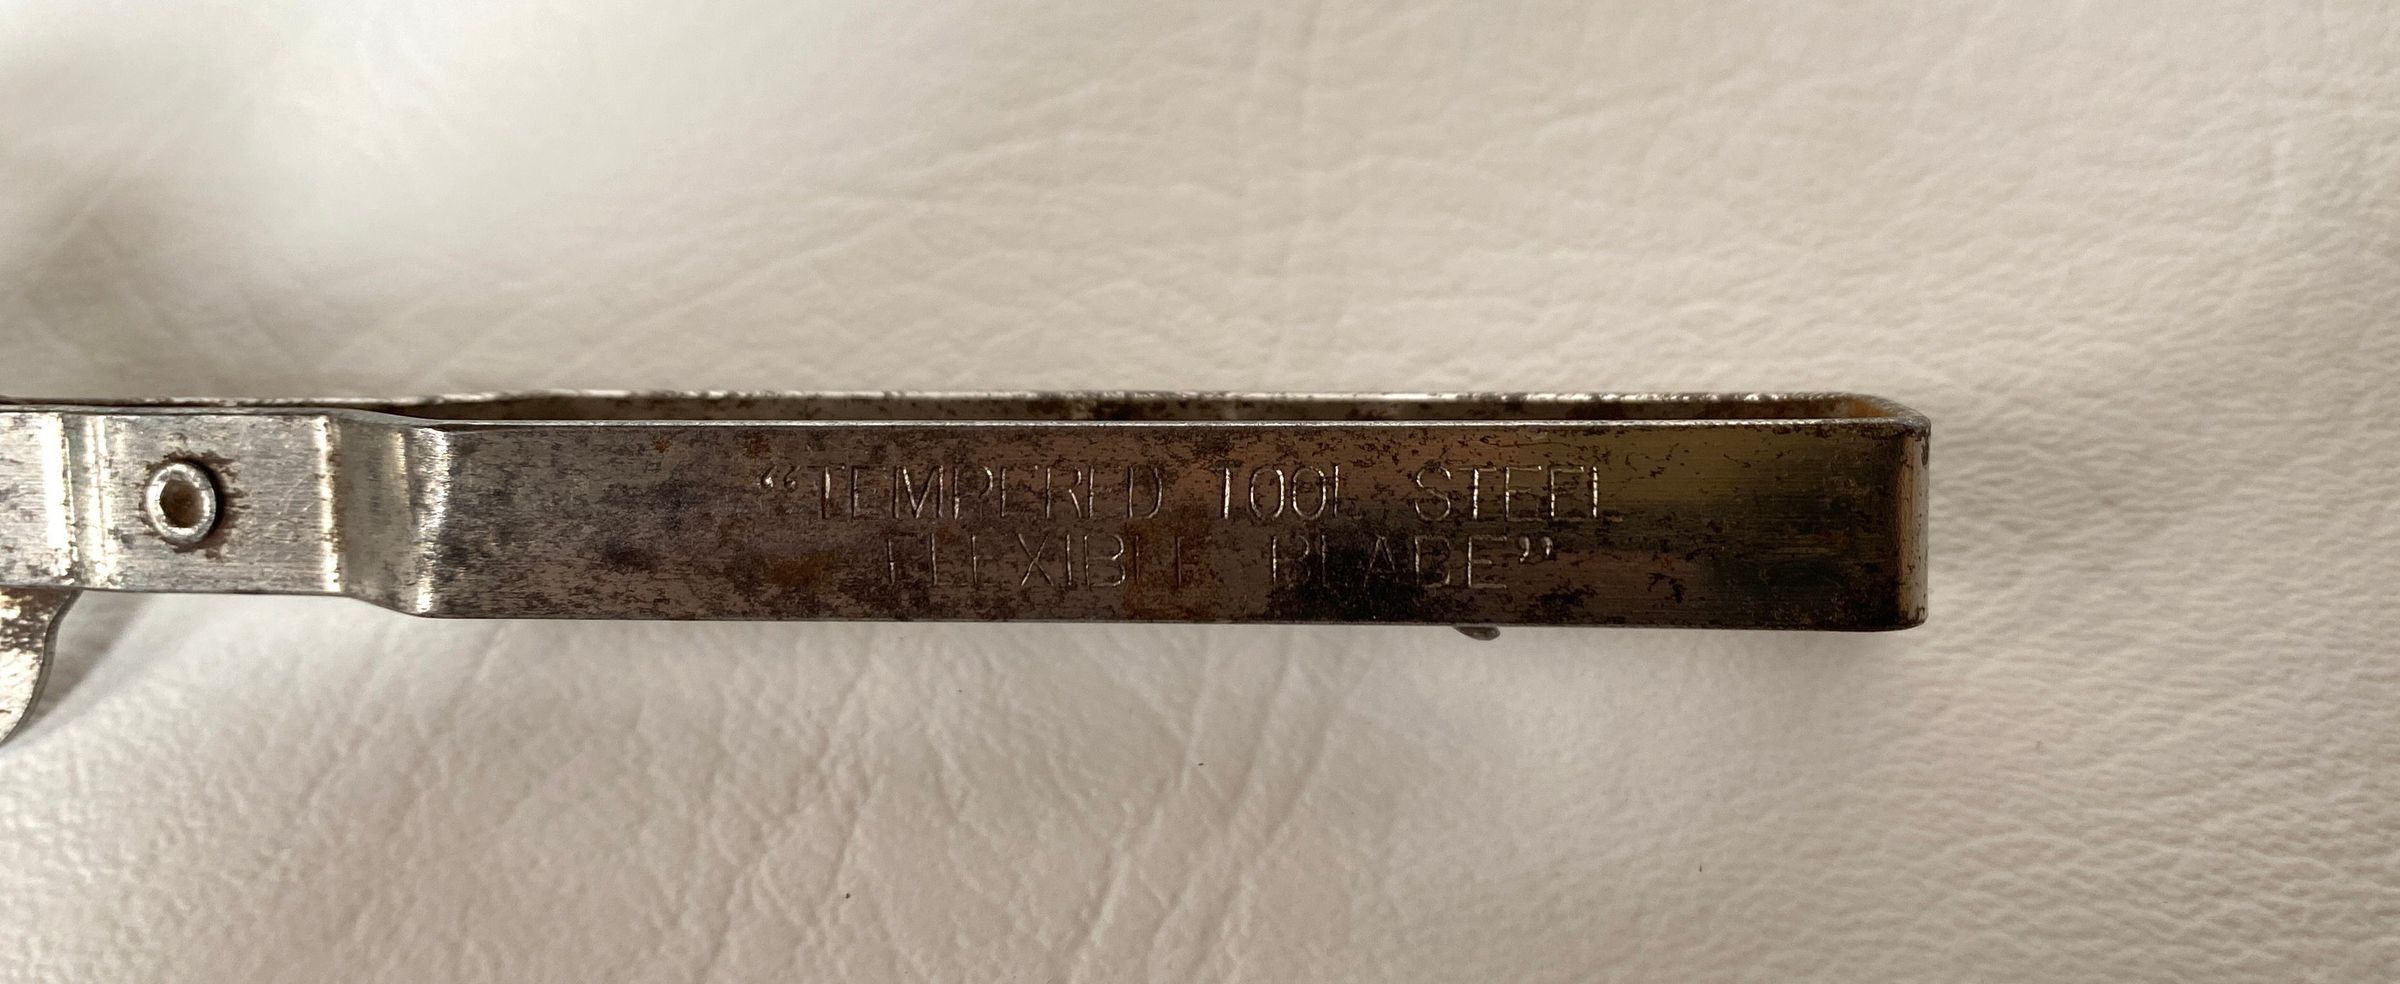 “TEMPERED TOOL STEEL
FLEXIBLE BLADE”